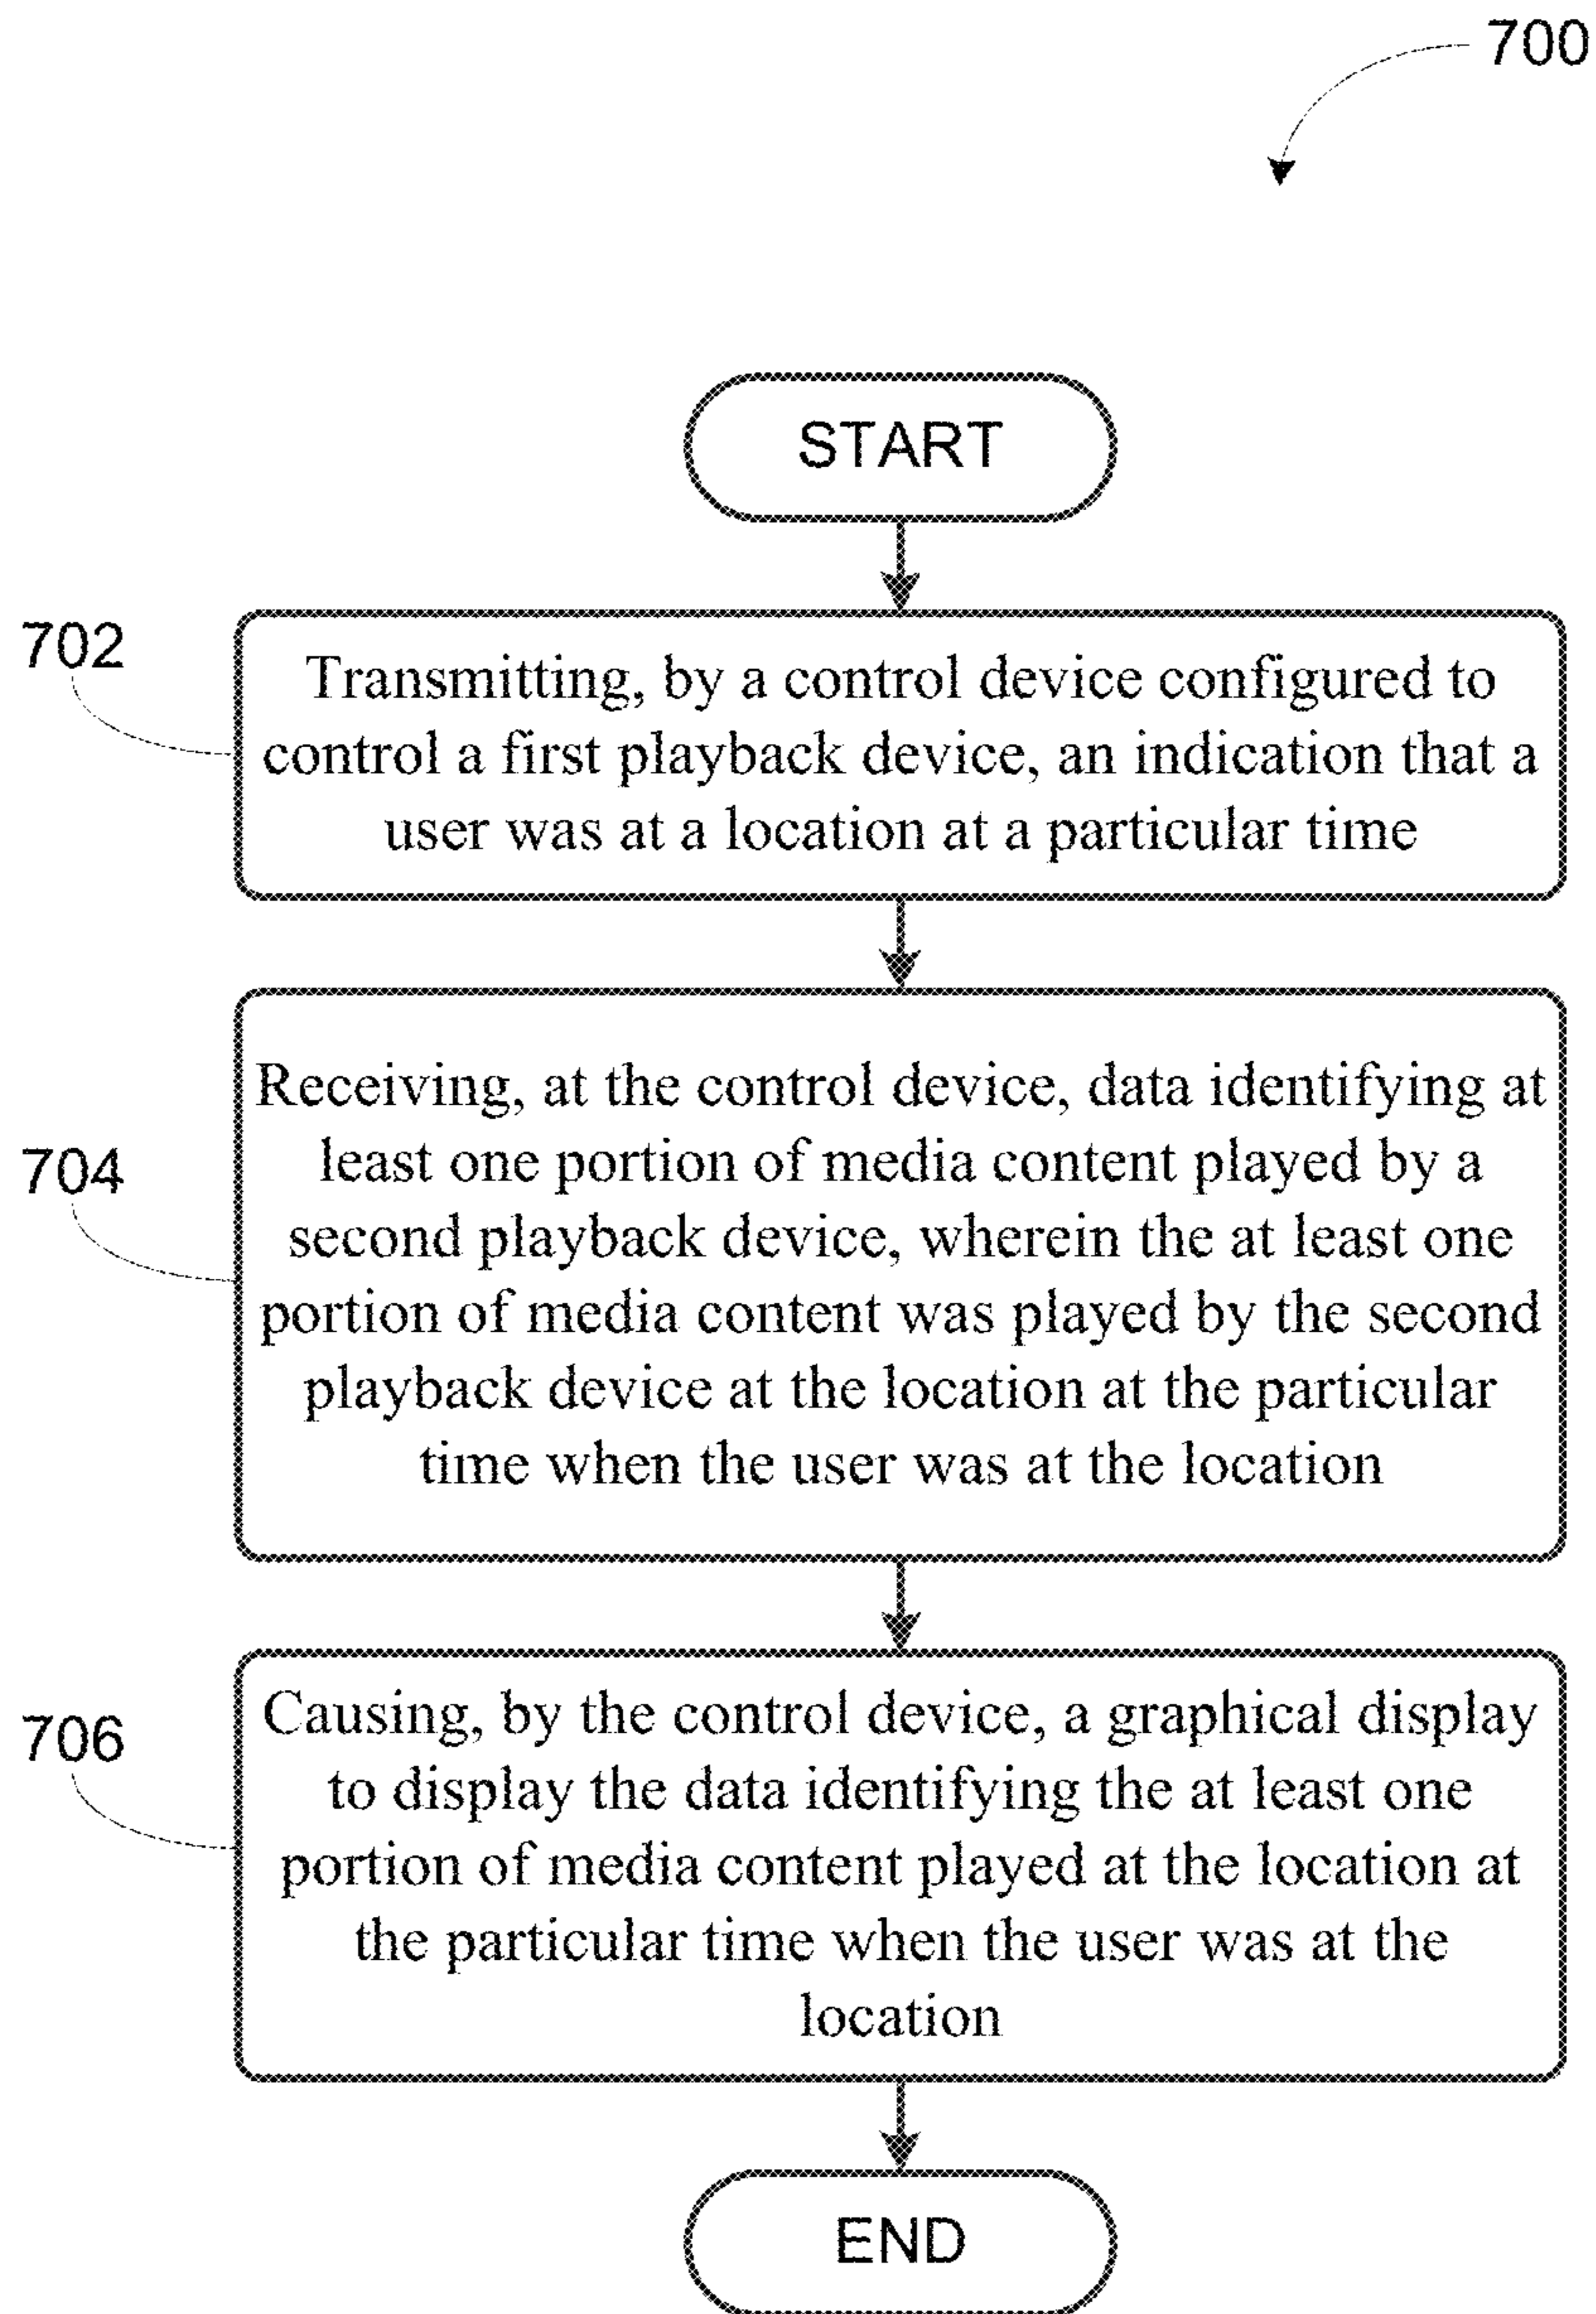 700
START
702
Transmitting, by a control device configured to
control a first playback device, an indication that a
user was at a location at a particular time
704
Receiving, at the control device, data identifying at
least one portion of media content played by a
second playback device, wherein the at least one
portion of media content was played by the second
playback device at the location at the particular
time when the user was at the location
706
Causing, by the control device, a graphical display
to display the data identifying the at least one
portion of media content played at the location at
the particular time when the user was at the
location
END